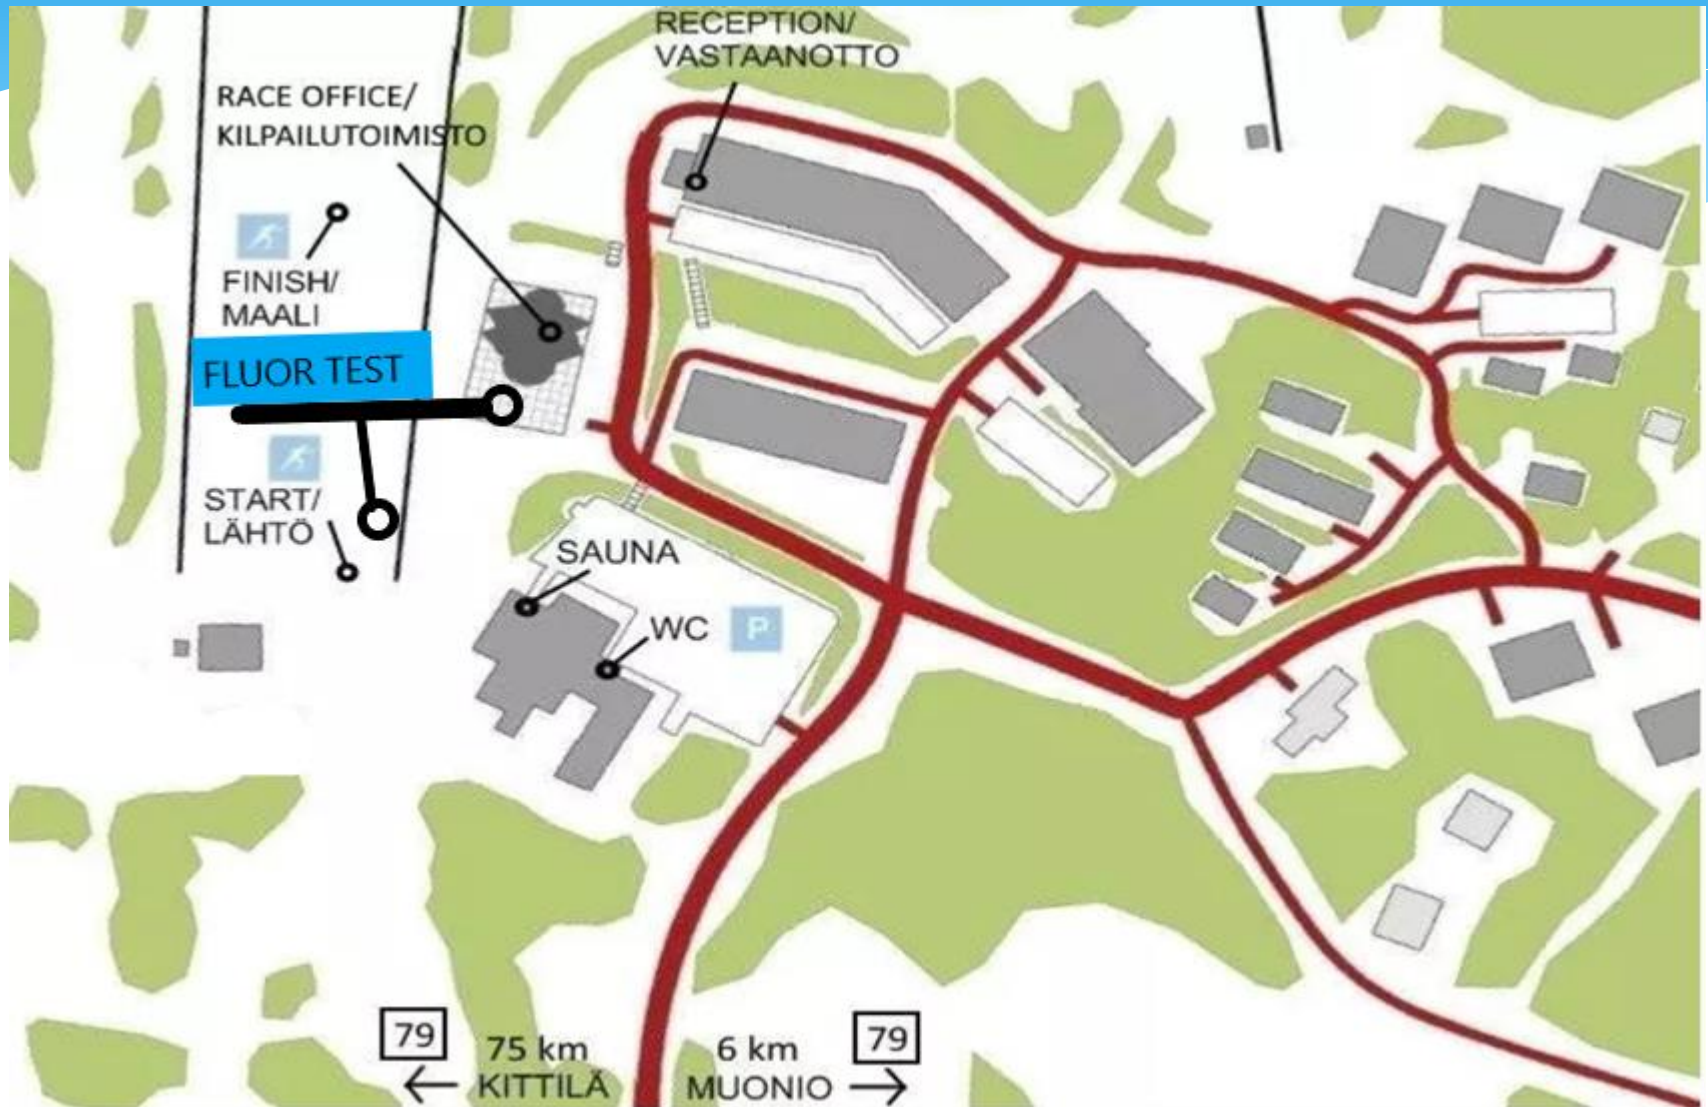 RECEPTION/
VASTAANOTTO
RACE OFFICE/
KILPAILUTOIMISTO
FINISH/
MAALI
FLUOR TEST
START/
LÄHTÖ
SAUNA
WC
P
79
75 km
KITTILÄ
6 km
MUONIO
79